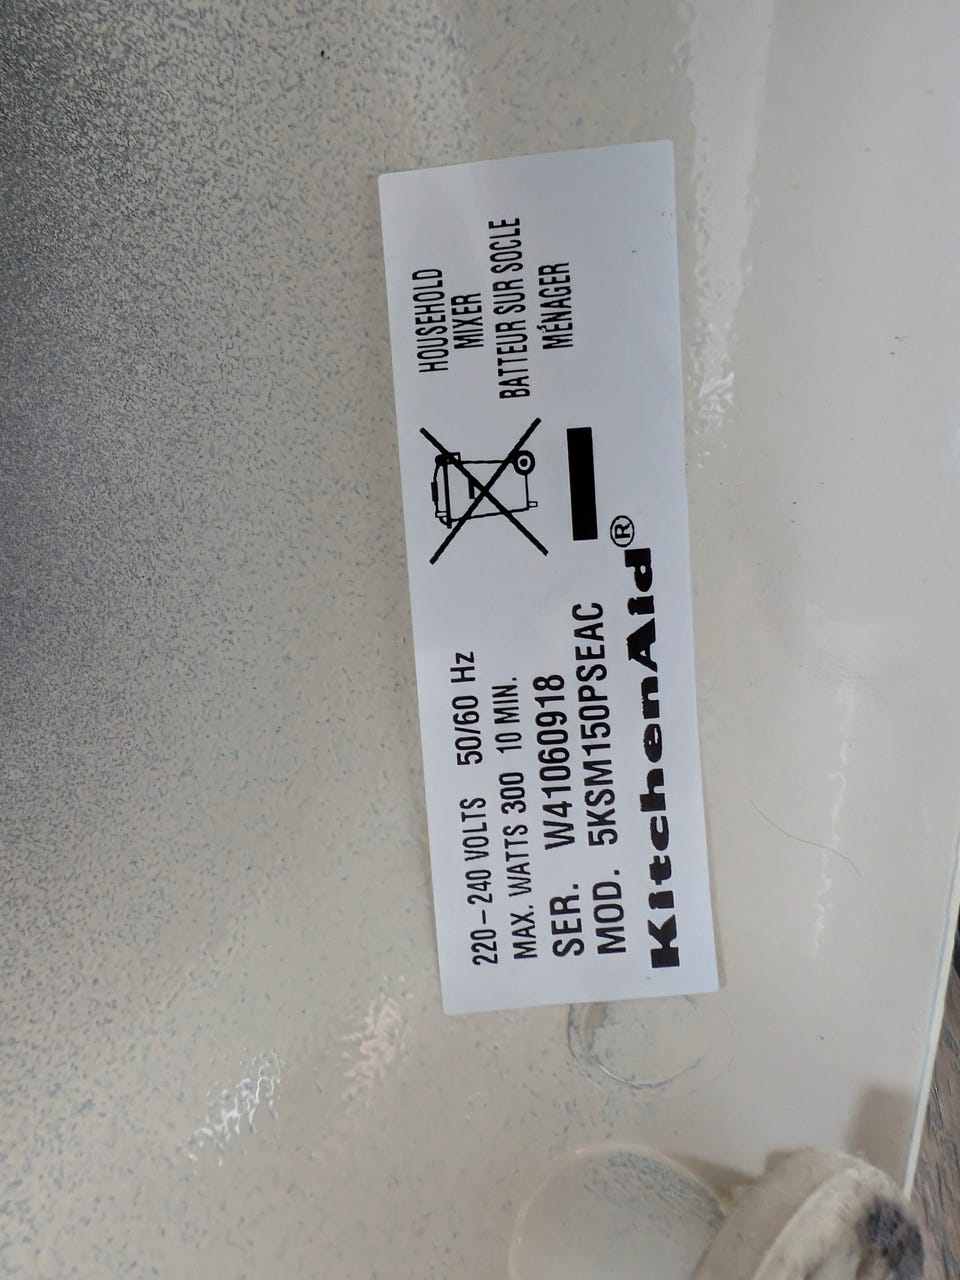 220-240 VOLTS 50/60 Hz
MAX. WATTS 300 10 MIN.
SER. W41060918
MOD. 5KSM150PSEAC
KitchenAid®
HOUSEHOLD
MIXER
BATTEUR SUR SOCLE
MÉNAGER